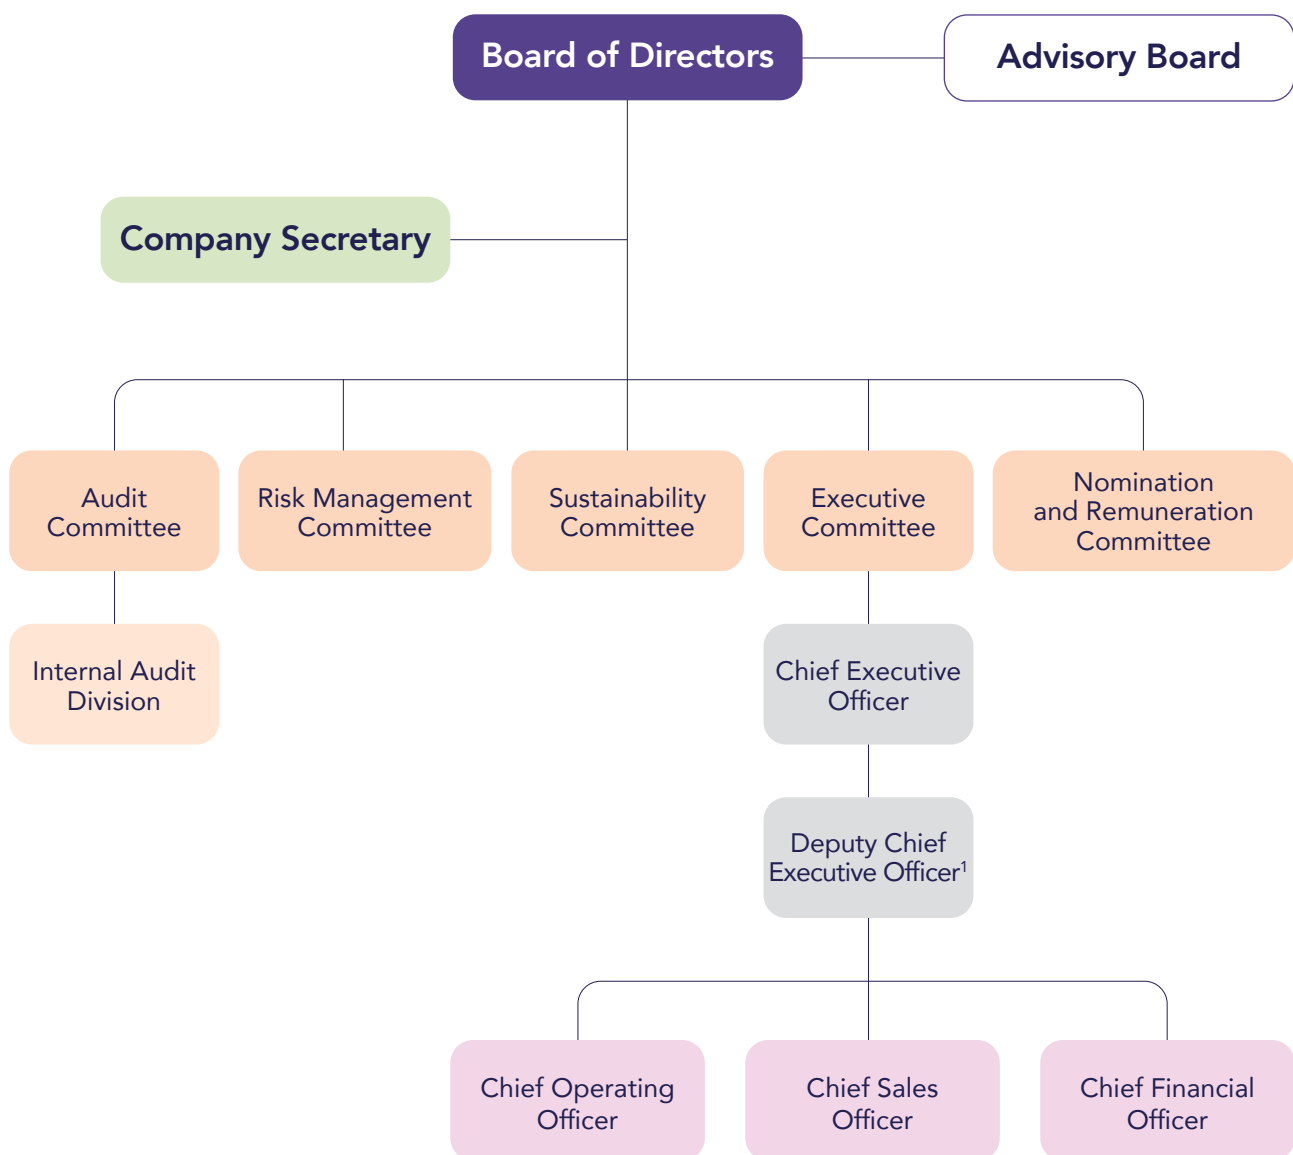 Board of Directors
Advisory Board
Company Secretary
Audit
Committee
Risk Management
Committee
Sustainability
Committee
Executive
Committee
Nomination
and Remuneration
Committee
Internal Audit
Division
Chief Executive
Officer
Deputy Chief
Executive Officer¹
Chief Operating
Officer
Chief Sales
Officer
Chief Financial
Officer